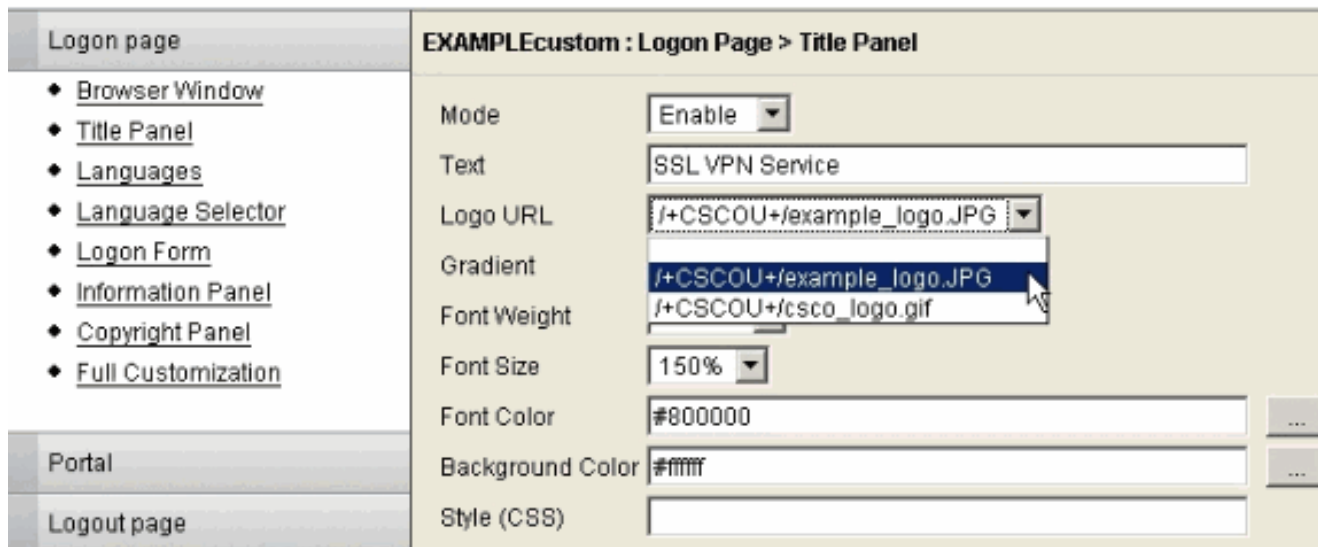 Logon page
Browser Window
Title Panel
Languages
Language Selector
Logon Form
Information Panel
Copyright Panel
Full Customization
Portal
Logout page
EXAMPLEcustom : Logon Page > Title Panel
Mode Enable
Text SSL VPN Service
Logo URL /+CSCOU+/example_logo.JPG
/+CSCOU+/example_logo.JPG
/+CSCOU+/csco_logo.gif
Gradient
Font Weight
Font Size 150%
Font Color #800000 ...
Background Color #ffffff ...
Style (CSS)